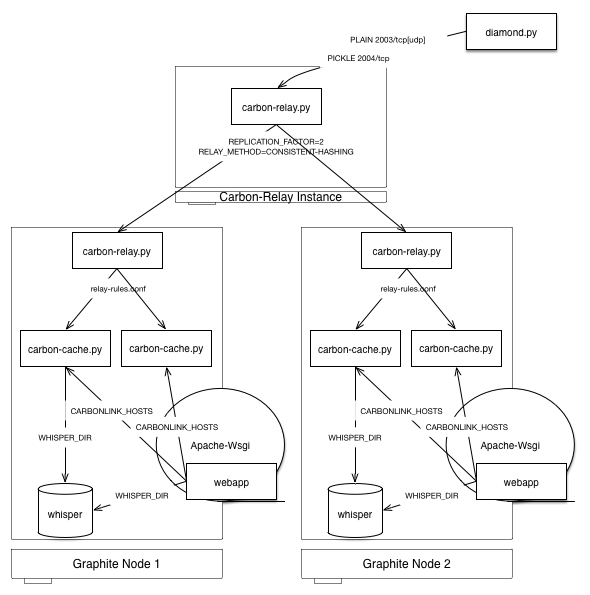 diamond.py
PLAIN 2003/tcp[udp]
PICKLE 2004/tcp
carbon-relay.py
REPLICATION_FACTOR=2
RELAY_METHOD=CONSISTENT-HASHING
Carbon-Relay Instance
carbon-relay.py
relay-rules.conf
carbon-cache.py
carbon-cache.py
CARBONLINK_HOSTS
CARBONLINK_HOSTS
WHISPER_DIR
Apache-Wsgi
webapp
WHISPER_DIR
whisper
Graphite Node 1
carbon-relay.py
relay-rules.conf
carbon-cache.py
carbon-cache.py
CARBONLINK_HOSTS
CARBONLINK_HOSTS
WHISPER_DIR
Apache-Wsgi
webapp
WHISPER_DIR
whisper
Graphite Node 2